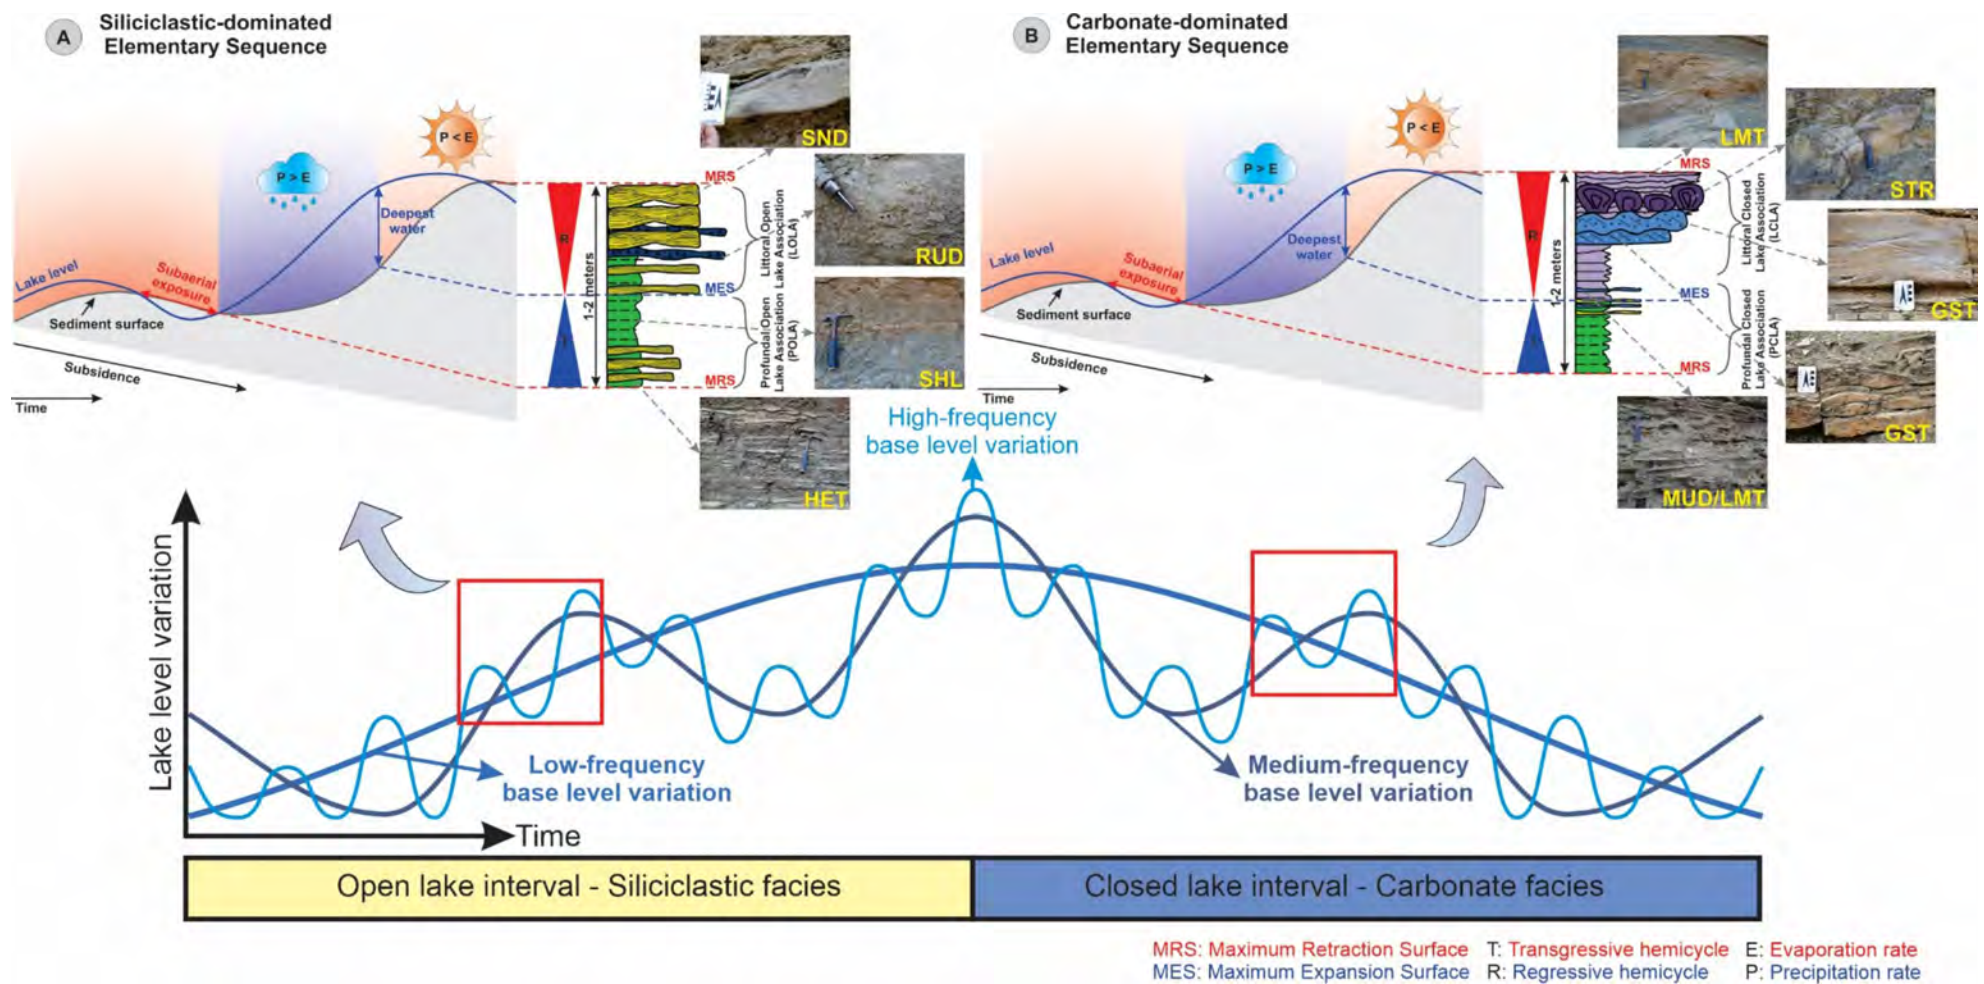 A
Siliciclastic-dominated
Elementary Sequence
P > E
P < E
Deepest
water
Lake level
Subaerial
exposure
Sediment surface
Subsidence
Time
R
T
1-2 meters
MRS
MES
MRS
Littoral Open
Lake Association
(LOLA)
Profundal Open
Lake Association
(POLA)
SND
RUD
SHL
HET
B
Carbonate-dominated
Elementary Sequence
P > E
P < E
Deepest
water
Lake level
Subaerial
exposure
Sediment surface
Subsidence
Time
R
1-2 meters
MRS
MES
MRS
Littoral Closed
Lake Association
(LCLA)
Profundal Closed
Lake Association
(PCLA)
LMT
STR
GST
GST
MUD/LMT
High-frequency
base level variation
Lake level variation
Low-frequency
base level variation
Medium-frequency
base level variation
Time
Open lake interval - Siliciclastic facies
Closed lake interval - Carbonate facies
MRS: Maximum Retraction Surface T: Transgressive hemicycle E: Evaporation rate
MES: Maximum Expansion Surface R: Regressive hemicycle P: Precipitation rate